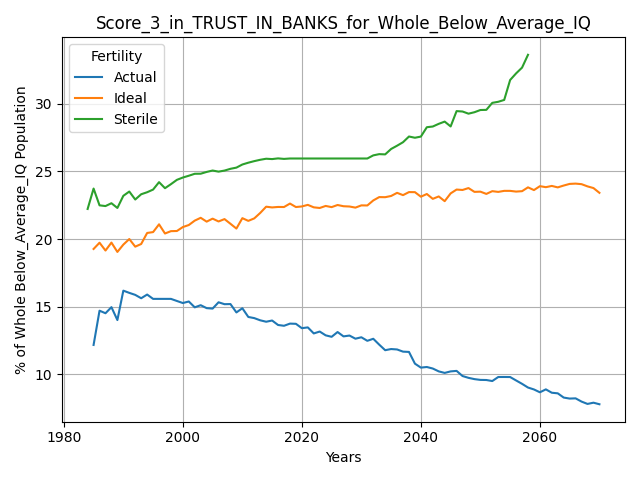 Score_3_in_TRUST_IN_BANKS_for_Whole_Below_Average_IQ
Fertility
Actual
Ideal
Sterile
% of Whole Below_Average_IQ Population
30
25
20
15
10
1980
2000
2020
2040
2060
Years